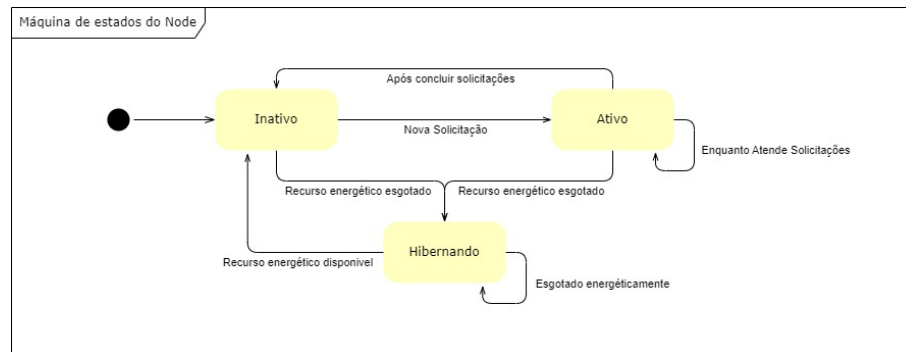 Máquina de estados do Node
Após concluir solicitações
Inativo
Ativo
Nova Solicitação
Enquanto Atende Solicitações
Recurso energético esgotado
Recurso energético esgotado
Hibernando
Recurso energético disponivel
Esgotado energéticamente